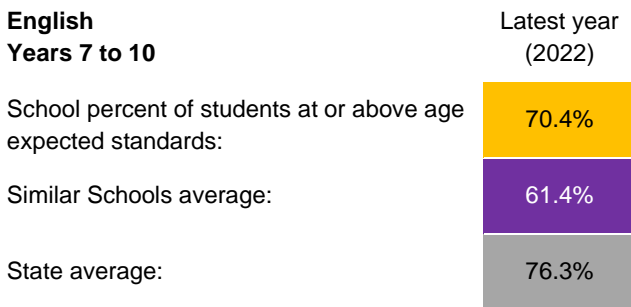 English
Years 7 to 10
Latest year
(2022)
School percent of students at or above age
expected standards:
70.4%
Similar Schools average:
61.4%
State average:
76.3%